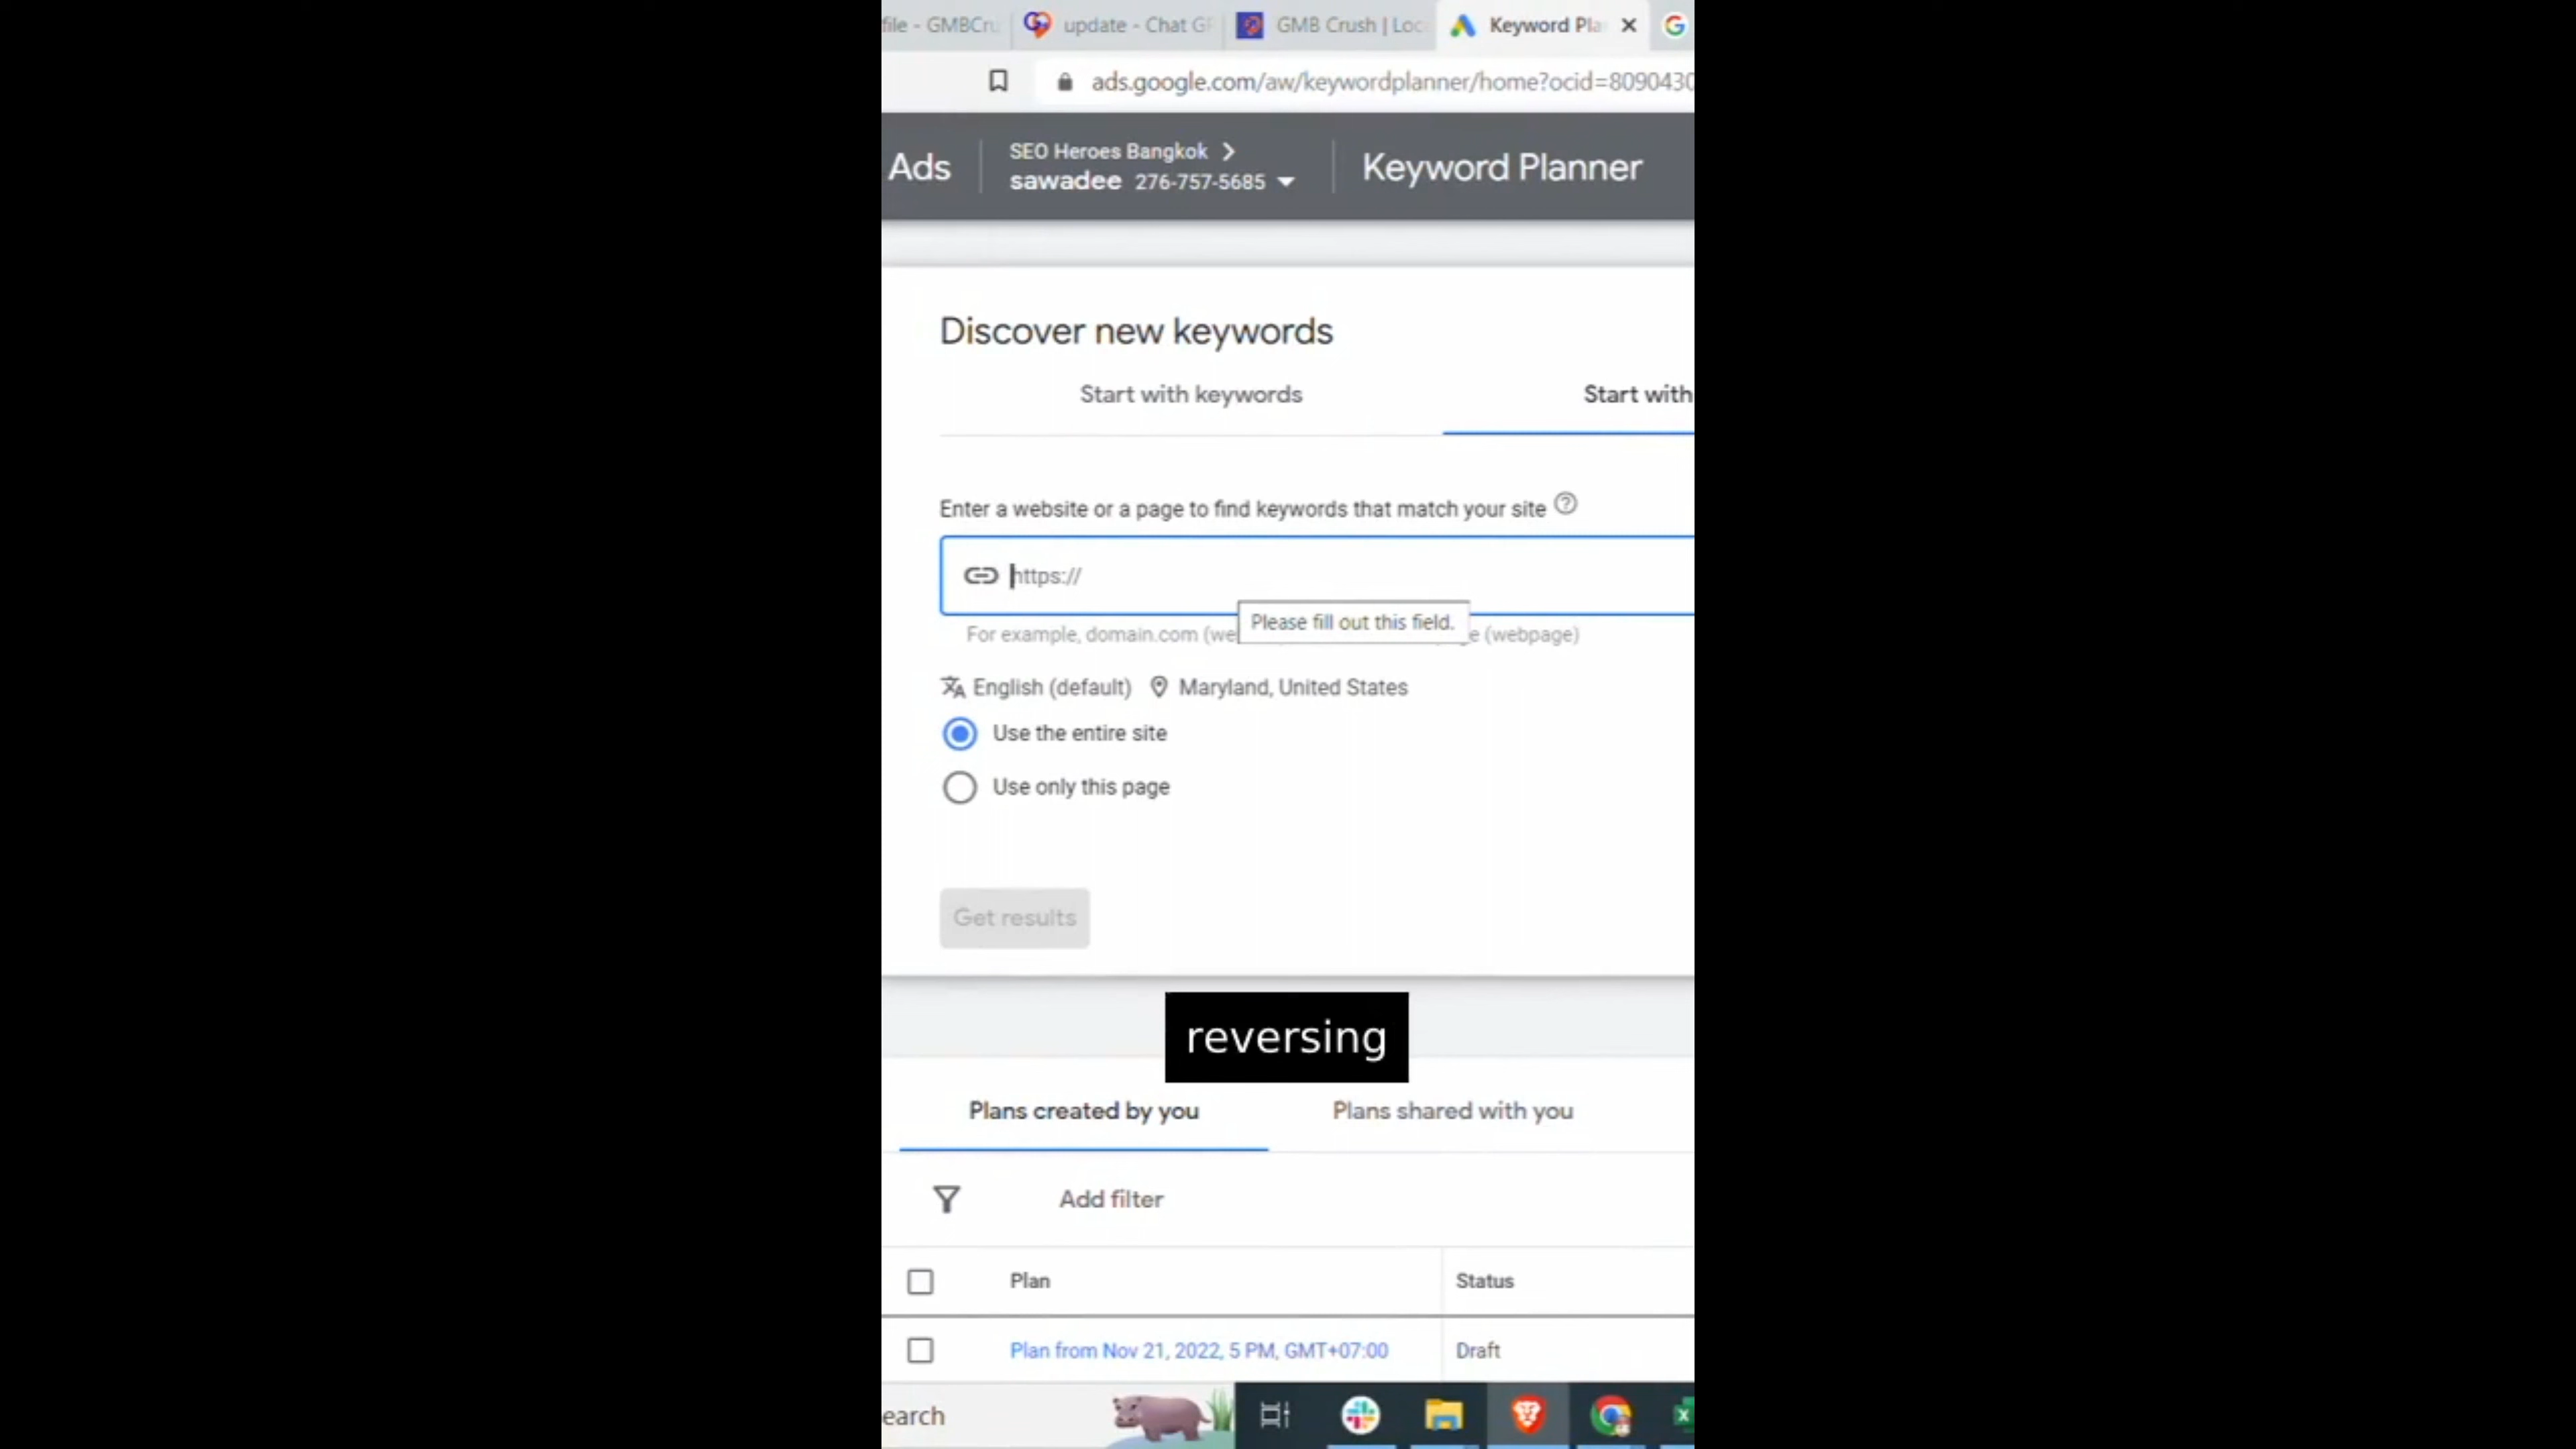 file - GMBCru
update - Chat GP
GMB Crush | Loc
Keyword Pla
ads.google.com/aw/keywordplanner/home?ocid=8090430
Ads
SEO Heroes Bangkok
sawadee 276-757-5685
Keyword Planner
Discover new keywords
Start with keywords
Start with
Enter a website or a page to find keywords that match your site
https://
Please fill out this field.
For example, domain.com (we e (webpage)
English (default) Maryland, United States
Use the entire site
Use only this page
Get results
reversing
Plans created by you
Plans shared with you
Add filter
Plan
Status
Plan from Nov 21, 2022, 5 PM, GMT+07:00
Draft
earch